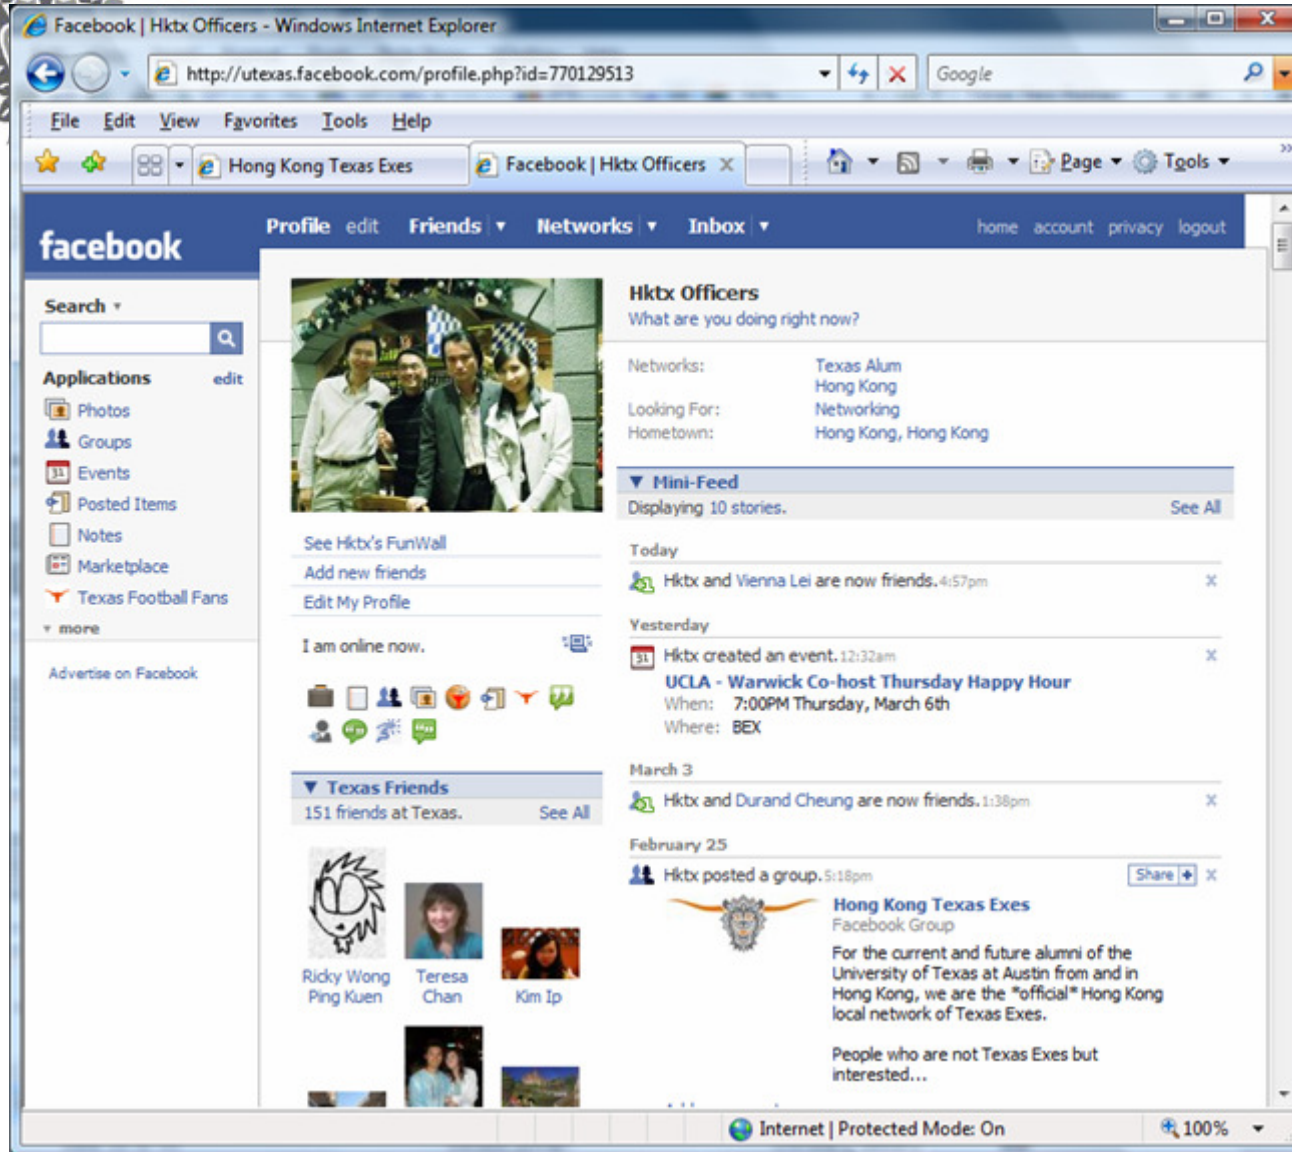 Facebook | Hktx Officers - Windows Internet Explorer
http://utexas.facebook.com/profile.php?id=770129513
Google
File Edit View Favorites Tools Help
Hong Kong Texas Exes
Facebook | Hktx Officers
Page
Tools
facebook
Profile edit Friends Networks Inbox
home account privacy logout
Search
Applications edit
Photos
Groups
31 Events
Posted Items
Notes
Marketplace
Texas Football Fans
more
Advertise on Facebook
See Hktx's FunWall
Add new friends
Edit My Profile
I am online now.
Texas Friends
151 friends at Texas. See All
Ricky Wong Ping Kuen
Teresa Chan
Kim Ip
Hktx Officers
What are you doing right now?
Networks: Texas Alum
Hong Kong
Looking For: Networking
Hometown: Hong Kong, Hong Kong
Mini-Feed
Displaying 10 stories. See All
Today
Hktx and Vienna Lei are now friends. 4:57pm
Yesterday
31 Hktx created an event. 12:32am
UCLA - Warwick Co-host Thursday Happy Hour
When: 7:00PM Thursday, March 6th
Where: BEX
March 3
Hktx and Durand Cheung are now friends. 1:38pm
February 25
Hktx posted a group. 5:18pm Share +
Hong Kong Texas Exes
Facebook Group
For the current and future alumni of the
University of Texas at Austin from and in
Hong Kong, we are the *official* Hong Kong
local network of Texas Exes.
People who are not Texas Exes but
interested...
Internet | Protected Mode: On 100%